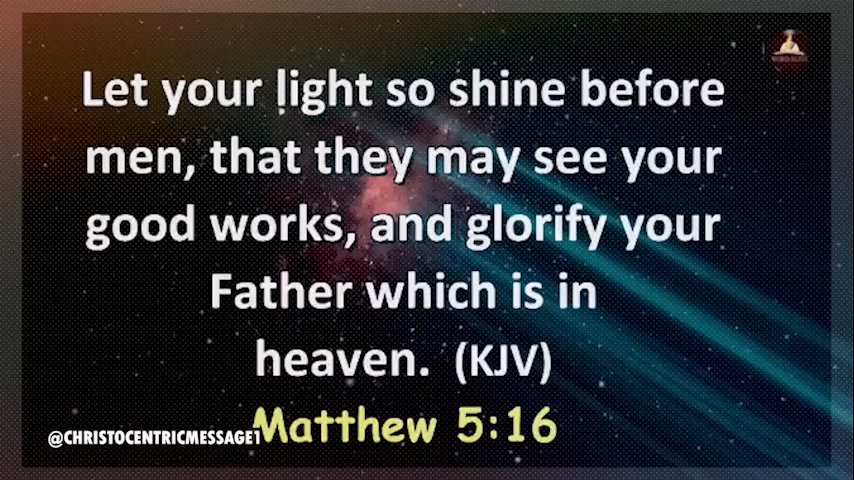 Let your light so shine before
men, that they may see your
good works, and glorify your
Father which is in
heaven. (KJV)
Matthew 5:16
@CHRISTOCENTRICMESSAGE1